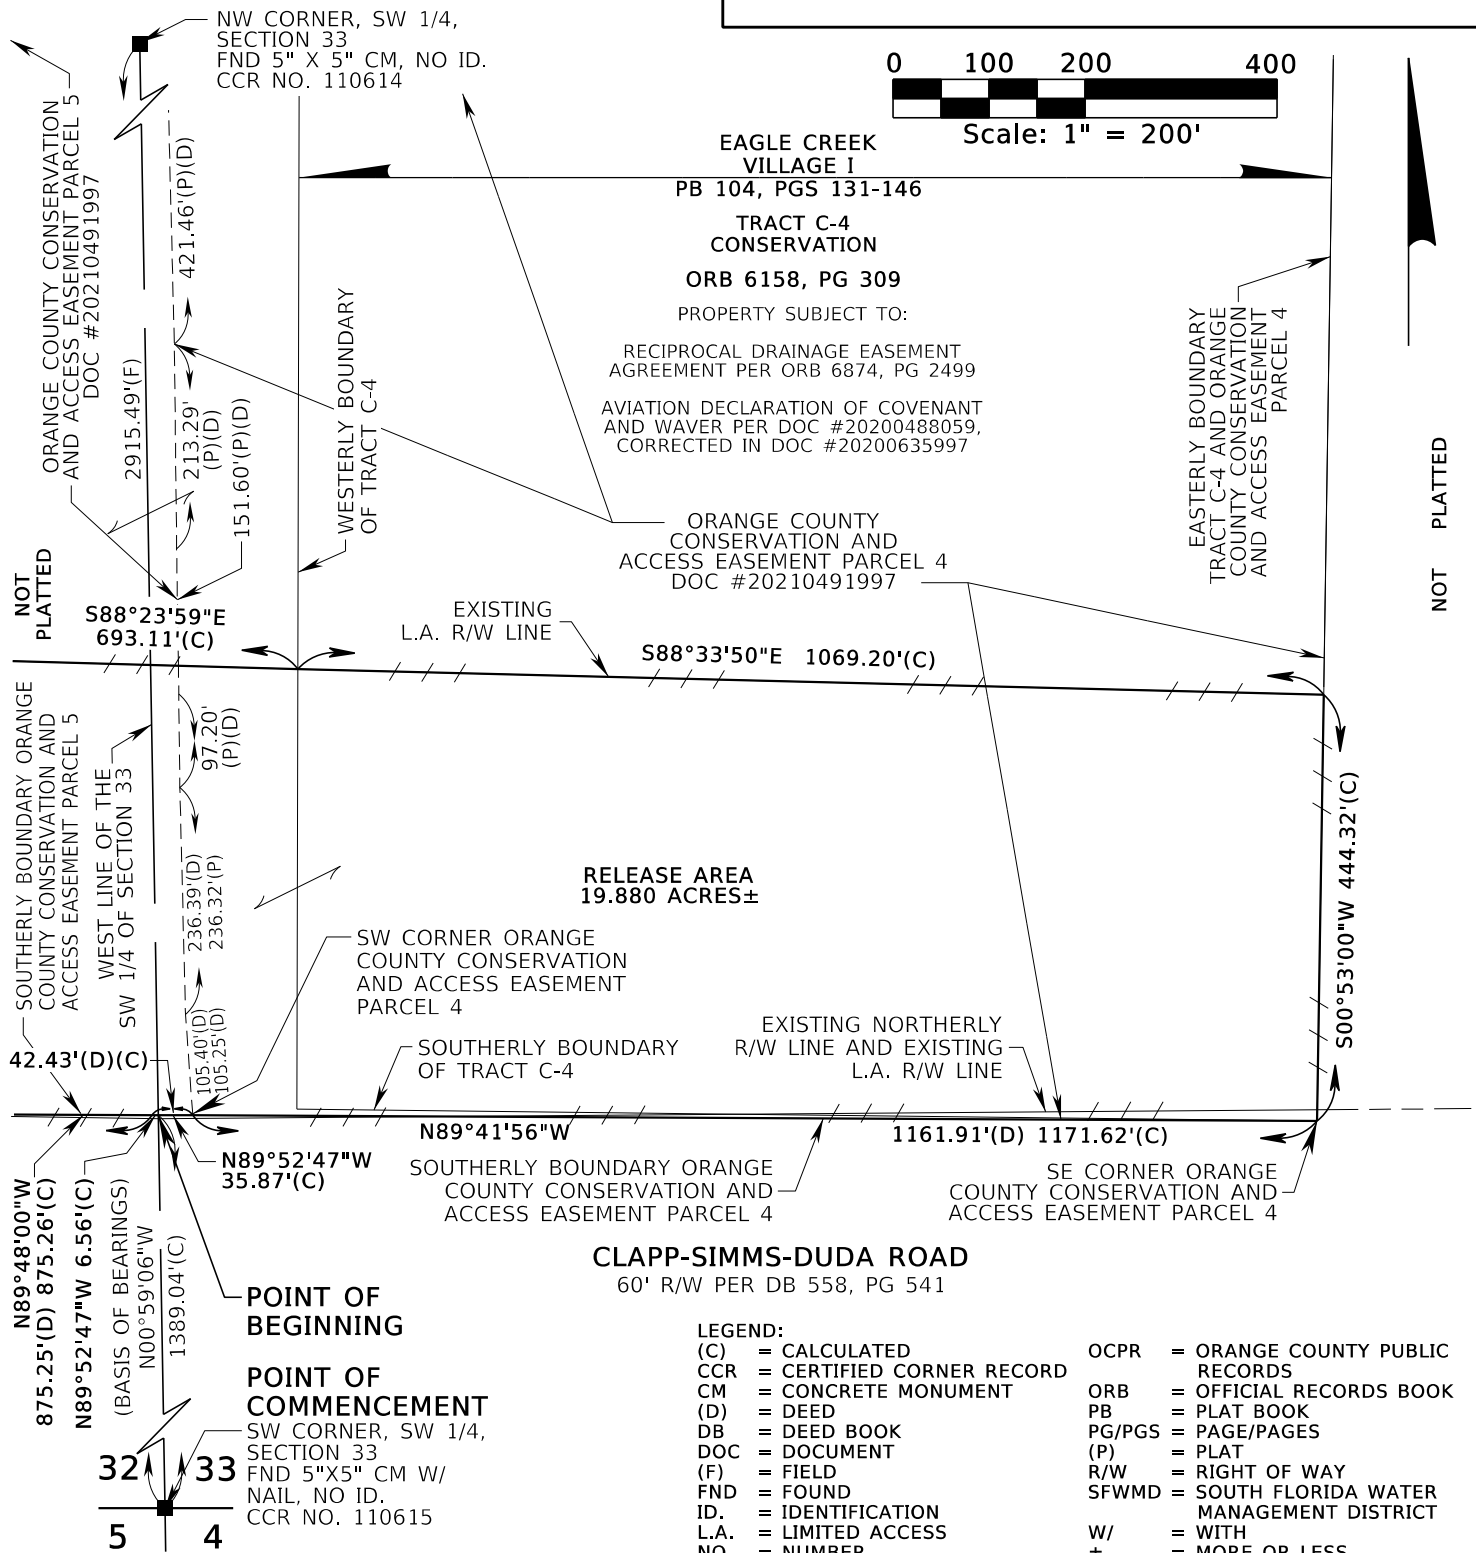 NW CORNER, SW 1/4,
SECTION 33
FND 5" X 5" CM, NO ID.
CCR NO. 110614
0 100 200 400
Scale: 1" = 200'
EAGLE CREEK
VILLAGE I
PB 104, PGS 131-146
TRACT C-4
CONSERVATION
ORB 6158, PG 309
PROPERTY SUBJECT TO:
RECIPROCAL DRAINAGE EASEMENT
AGREEMENT PER ORB 6874, PG 2499
AVIATION DECLARATION OF COVENANT
AND WAVER PER DOC #20200488059,
CORRECTED IN DOC #20200635997
ORANGE COUNTY CONSERVATION
AND ACCESS EASEMENT PARCEL 5
DOC #20210491997
2915.49'(F)
421.46'(P)(D)
213.29'
(P)(D)
151.60'(P)(D)
WESTERLY BOUNDARY
OF TRACT C-4
EASTERLY BOUNDARY
TRACT C-4 AND ORANGE
COUNTY CONSERVATION
AND ACCESS EASEMENT
PARCEL 4
NOT PLATTED
ORANGE COUNTY
CONSERVATION AND
ACCESS EASEMENT PARCEL 4
DOC #20210491997
NOT
PLATTED
S88°23'59"E
693.11'(C)
EXISTING
L.A. R/W LINE
S88°33'50"E 1069.20'(C)
SOUTHERLY BOUNDARY ORANGE
COUNTY CONSERVATION AND
ACCESS EASEMENT PARCEL 5
WEST LINE OF THE
SW 1/4 OF SECTION 33
97.20'
(P)(D)
236.39'(D)
236.32'(P)
105.40'(D)
105.25'(D)
S00°53'00"W 444.32'(C)
RELEASE AREA
19.880 ACRES±
SW CORNER ORANGE
COUNTY CONSERVATION
AND ACCESS EASEMENT
PARCEL 4
42.43'(D)(C)
SOUTHERLY BOUNDARY
OF TRACT C-4
EXISTING NORTHERLY
R/W LINE AND EXISTING
L.A. R/W LINE
N89°41'56"W
1161.91'(D) 1171.62'(C)
N89°52'47"W
35.87'(C)
SOUTHERLY BOUNDARY ORANGE
COUNTY CONSERVATION AND
ACCESS EASEMENT PARCEL 4
SE CORNER ORANGE
COUNTY CONSERVATION AND
ACCESS EASEMENT PARCEL 4
N89°48'00"W
875.25'(D) 875.26'(C)
N89°52'47"W 6.56'(C)
(BASIS OF BEARINGS)
N00°59'06"W
1389.04'(C)
CLAPP-SIMMS-DUDA ROAD
60' R/W PER DB 558, PG 541
POINT OF
BEGINNING
POINT OF
COMMENCEMENT
SW CORNER, SW 1/4,
SECTION 33
FND 5"X5" CM W/
NAIL, NO ID.
CCR NO. 110615
32 33
5 4
LEGEND:
(C) = CALCULATED
CCR = CERTIFIED CORNER RECORD
CM = CONCRETE MONUMENT
(D) = DEED
DB = DEED BOOK
DOC = DOCUMENT
(F) = FIELD
FND = FOUND
ID. = IDENTIFICATION
L.A. = LIMITED ACCESS
NO. = NUMBER
OCPR = ORANGE COUNTY PUBLIC
RECORDS
ORB = OFFICIAL RECORDS BOOK
PB = PLAT BOOK
PG/PGS = PAGE/PAGES
(P) = PLAT
R/W = RIGHT OF WAY
SFWMD = SOUTH FLORIDA WATER
MANAGEMENT DISTRICT
W/ = WITH
± = MORE OR LESS